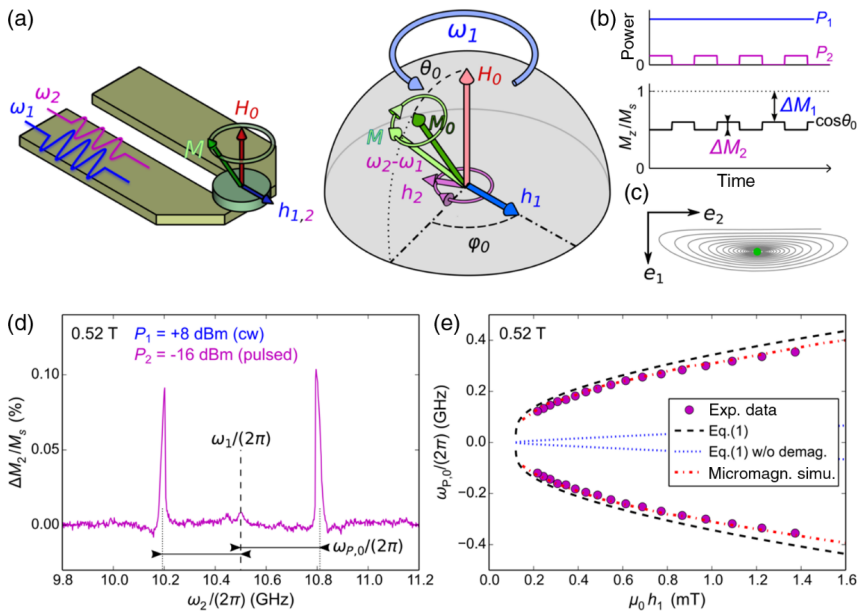 (a)
ω2
ω1
H0
M
h1,2
ω1
θ0
H0
M
M0
ω2-ω1
h2
h1
φ0
(b)
Power
P1
P2
Mz/Ms
1
0
ΔM1
cosθ0
ΔM2
Time
(c)
e2
e1
(d)
0.52 T
P1 = +8 dBm (cw)
P2 = -16 dBm (pulsed)
ΔM2/Ms (%)
0.10
0.05
0.00
ω1/(2π)
ωP,0/(2π)
9.8 10.0 10.2 10.4 10.6 10.8 11.0 11.2
ω2/(2π) (GHz)
(e)
0.52 T
ωP,0/(2π) (GHz)
0.4
0.2
0.0
−0.2
−0.4
Exp. data
Eq.(1)
Eq.(1) w/o demag.
Micromagn. simu.
0.0 0.2 0.4 0.6 0.8 1.0 1.2 1.4 1.6
μ0h1 (mT)